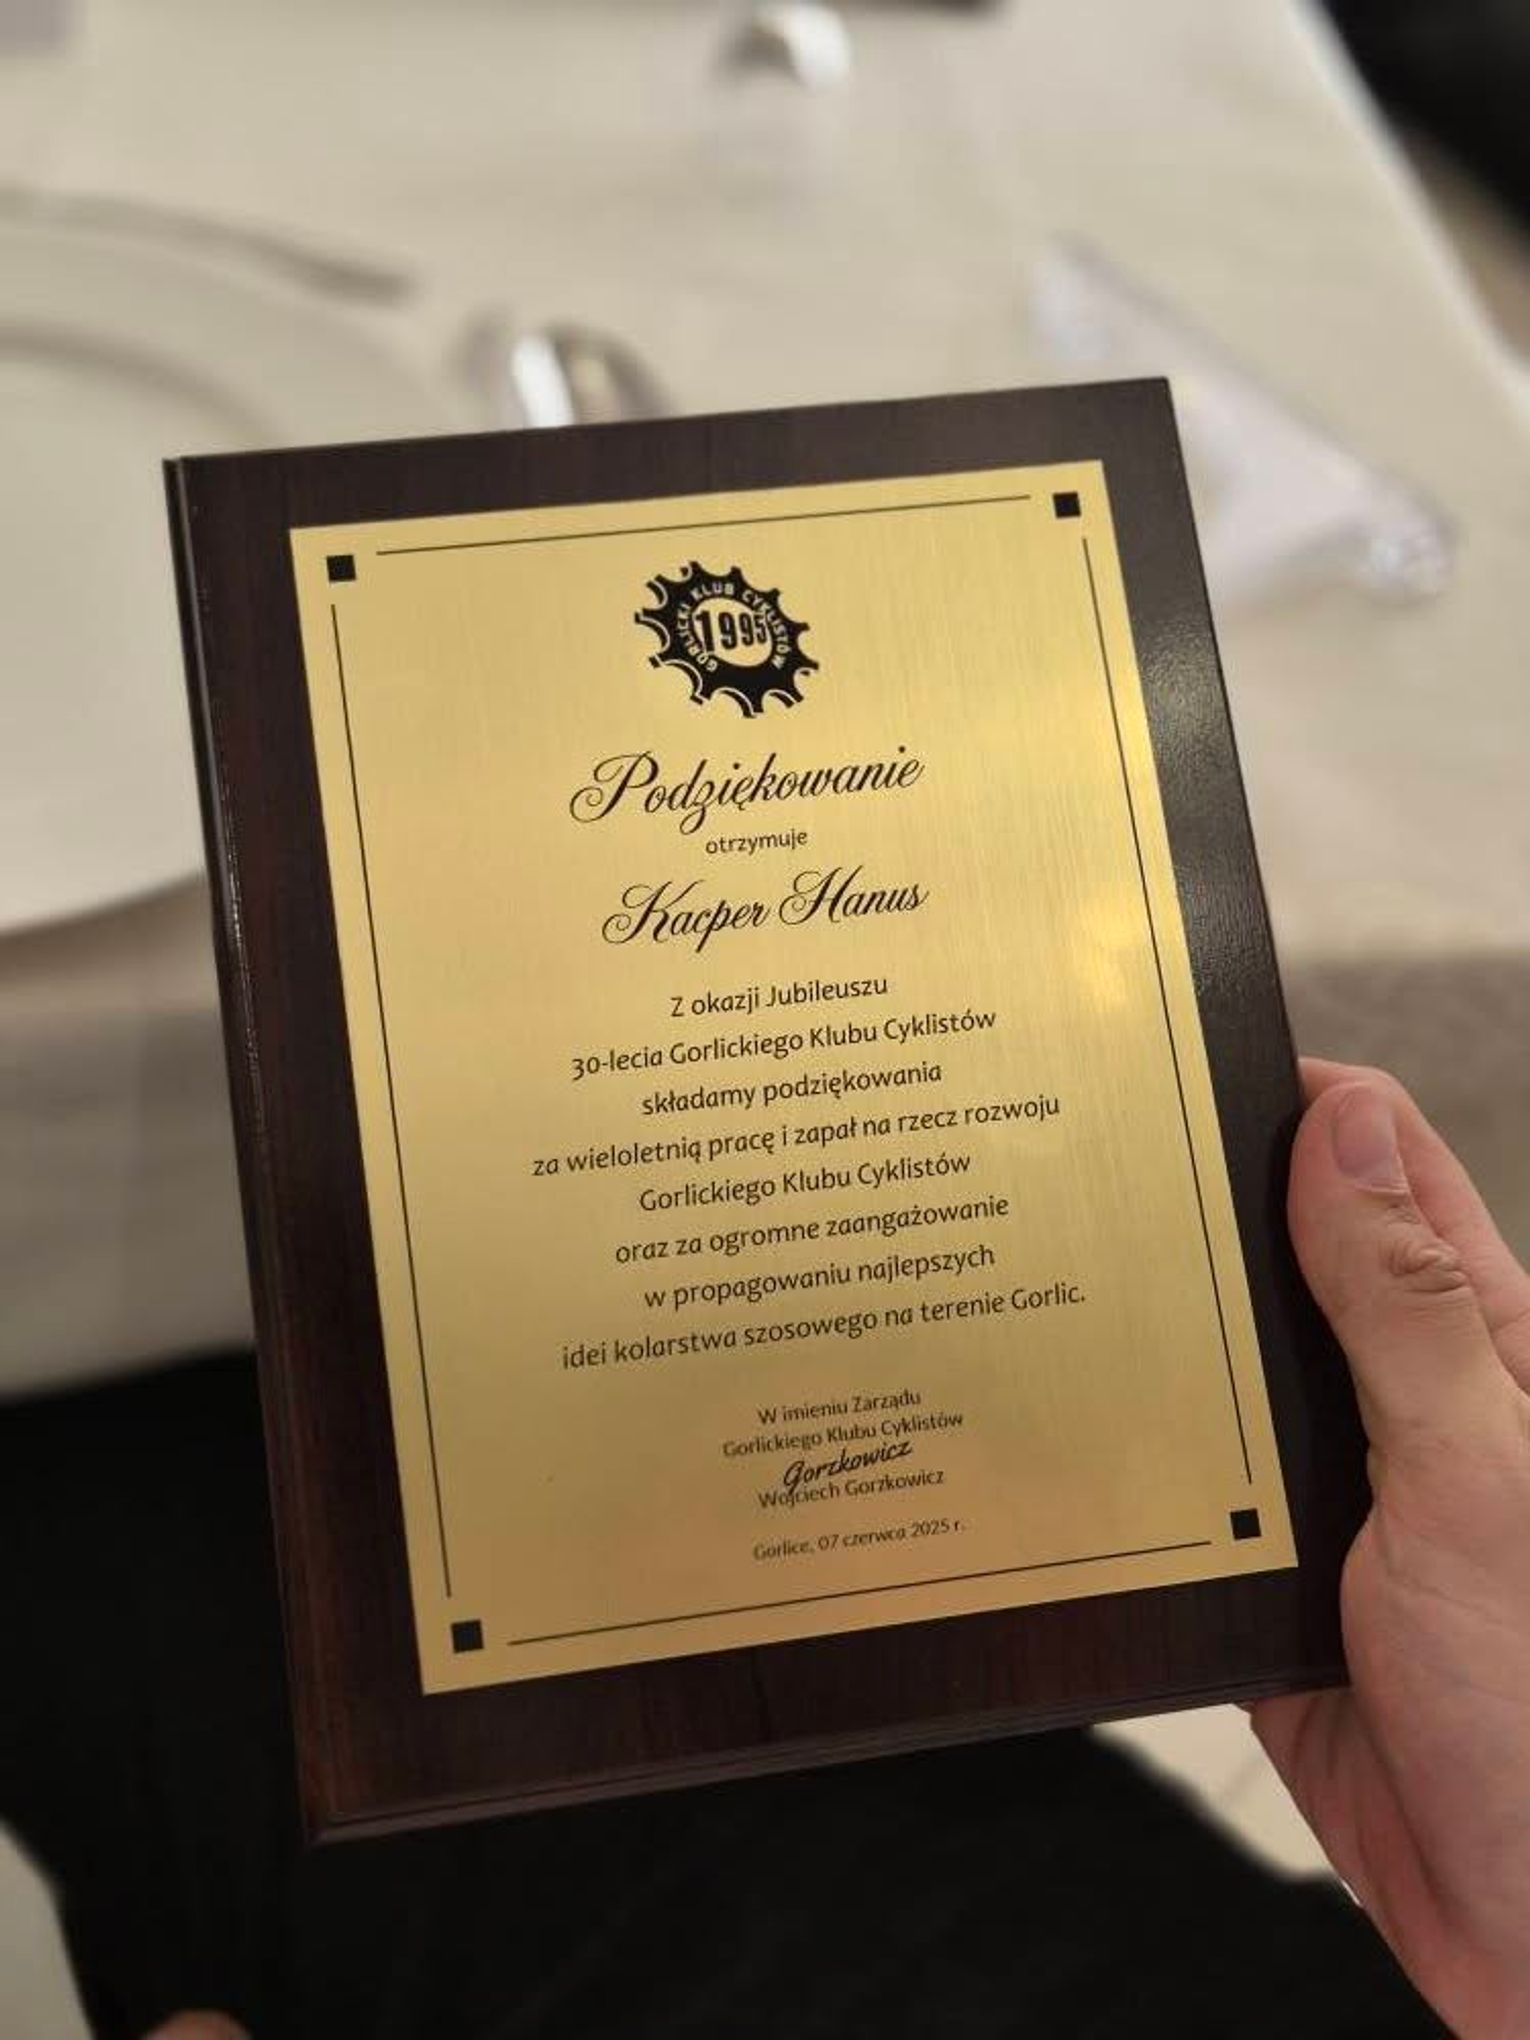 GORLICKI KLUB CYKLISTÓW
1995
Podziękowanie
otrzymuje
Kacper Hanus
Z okazji Jubileuszu
30-lecia Gorlickiego Klubu Cyklistów
składamy podziękowania
za wieloletnią pracę i zapał na rzecz rozwoju
Gorlickiego Klubu Cyklistów
oraz za ogromne zaangażowanie
w propagowaniu najlepszych
idei kolarstwa szosowego na terenie Gorlic.
W imieniu Zarządu
Gorlickiego Klubu Cyklistów
Gorzkowicz
Wojciech Gorzkowicz
Gorlice, 07 czerwca 2025 r.